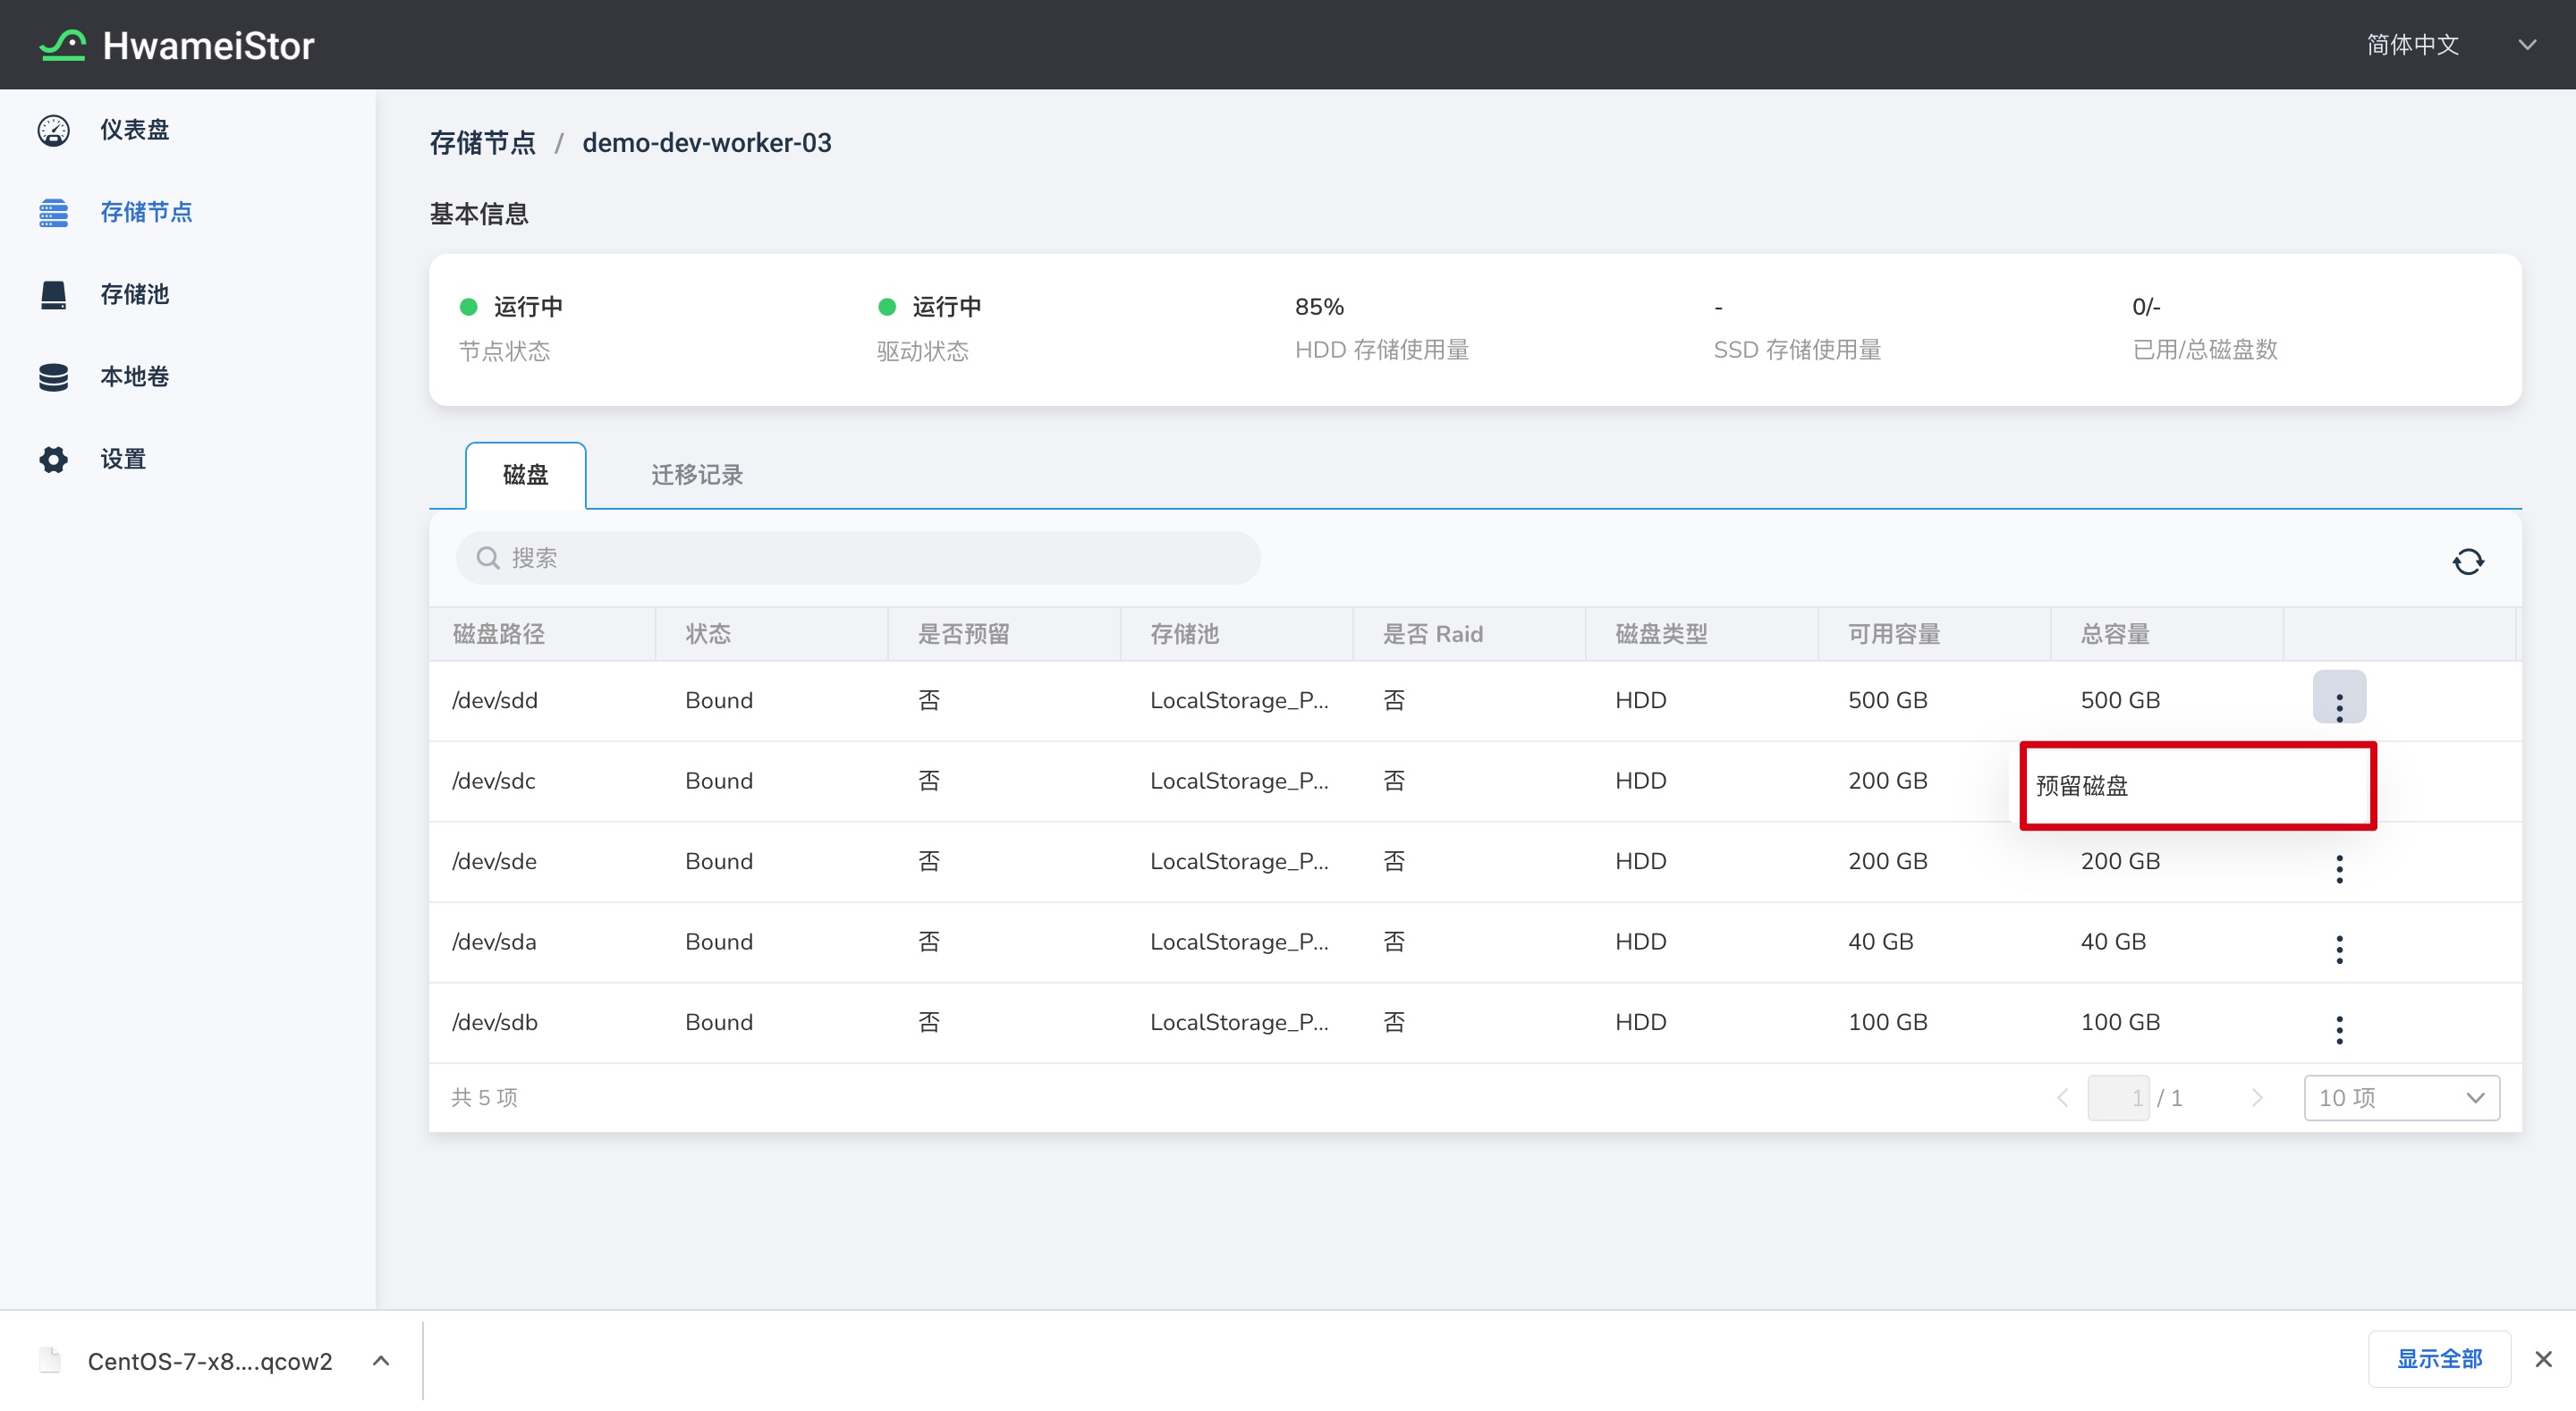 HwameiStor
简体中文
仪表盘
存储节点
存储池
本地卷
设置
存储节点 / demo-dev-worker-03
基本信息
运行中 运行中 85% - 0/-
节点状态 驱动状态 HDD 存储使用量 SSD 存储使用量 已用/总磁盘数
磁盘 迁移记录
搜索
磁盘路径 状态 是否预留 存储池 是否 Raid 磁盘类型 可用容量 总容量
/dev/sdd Bound 否 LocalStorage_P... 否 HDD 500 GB 500 GB
/dev/sdc Bound 否 LocalStorage_P... 否 HDD 200 GB
预留磁盘
/dev/sde Bound 否 LocalStorage_P... 否 HDD 200 GB 200 GB
/dev/sda Bound 否 LocalStorage_P... 否 HDD 40 GB 40 GB
/dev/sdb Bound 否 LocalStorage_P... 否 HDD 100 GB 100 GB
共 5 项 1 / 1 10 项
CentOS-7-x8....qcow2 显示全部